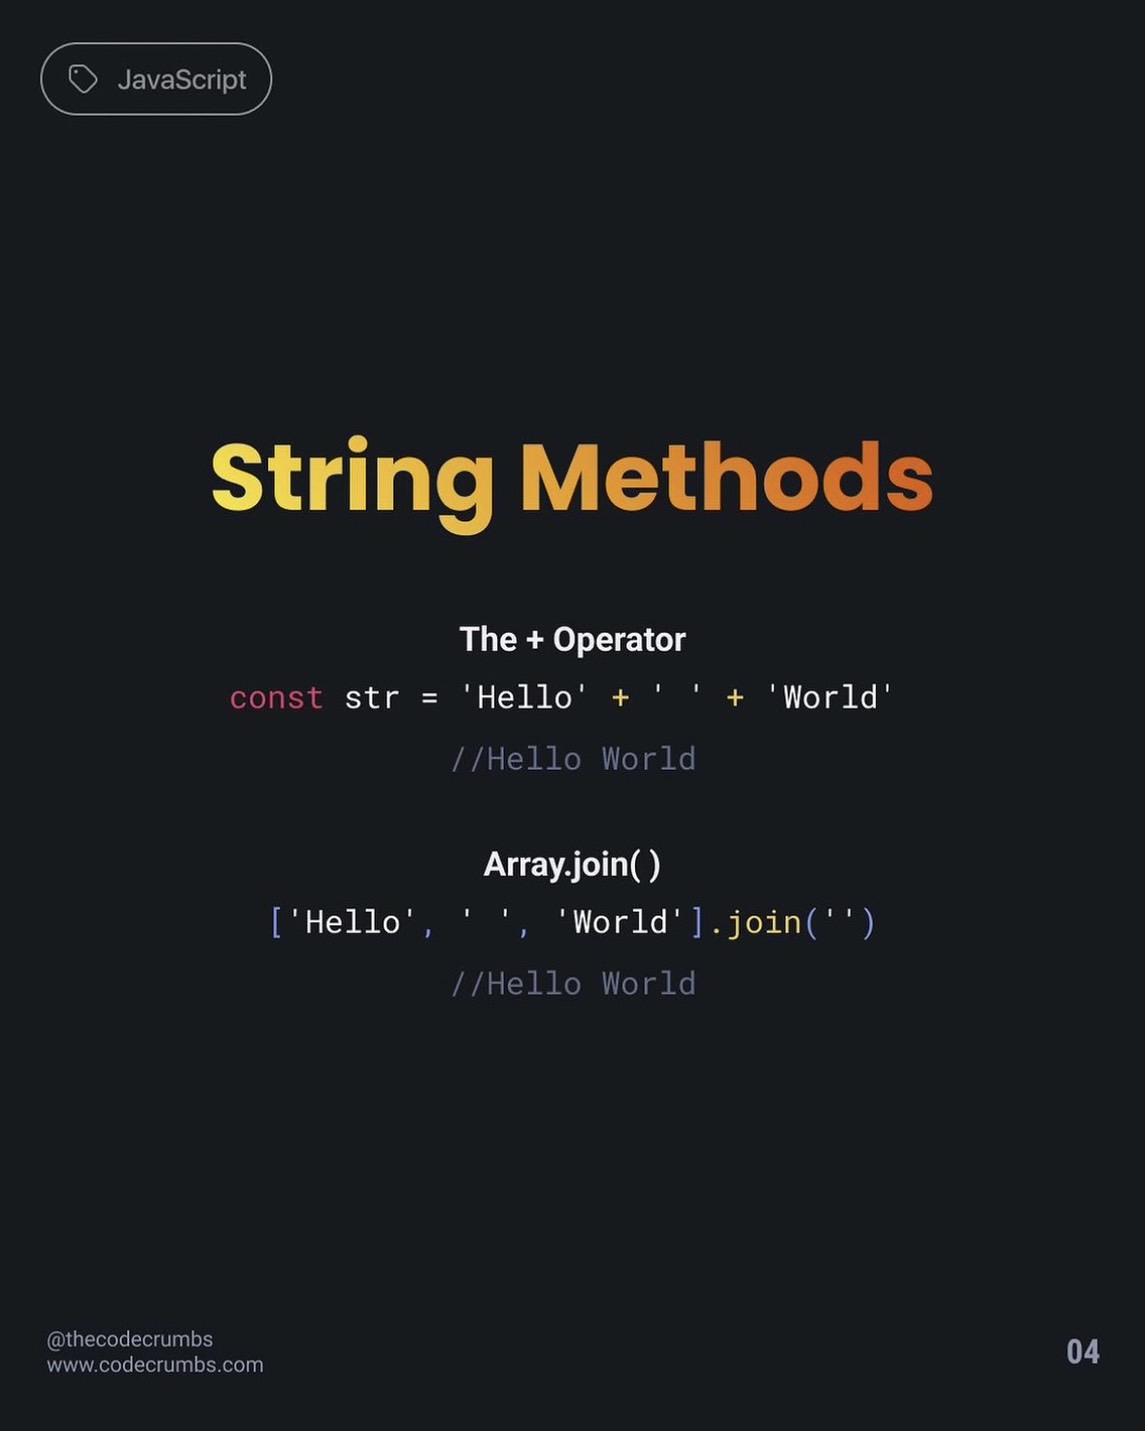 JavaScript
String Methods
The + Operator
const str = 'Hello' + ' ' + 'World'
//Hello World
Array.join( )
['Hello', ' ', 'World'].join('')
//Hello World
@thecodecrumbs
www.codecrumbs.com
04